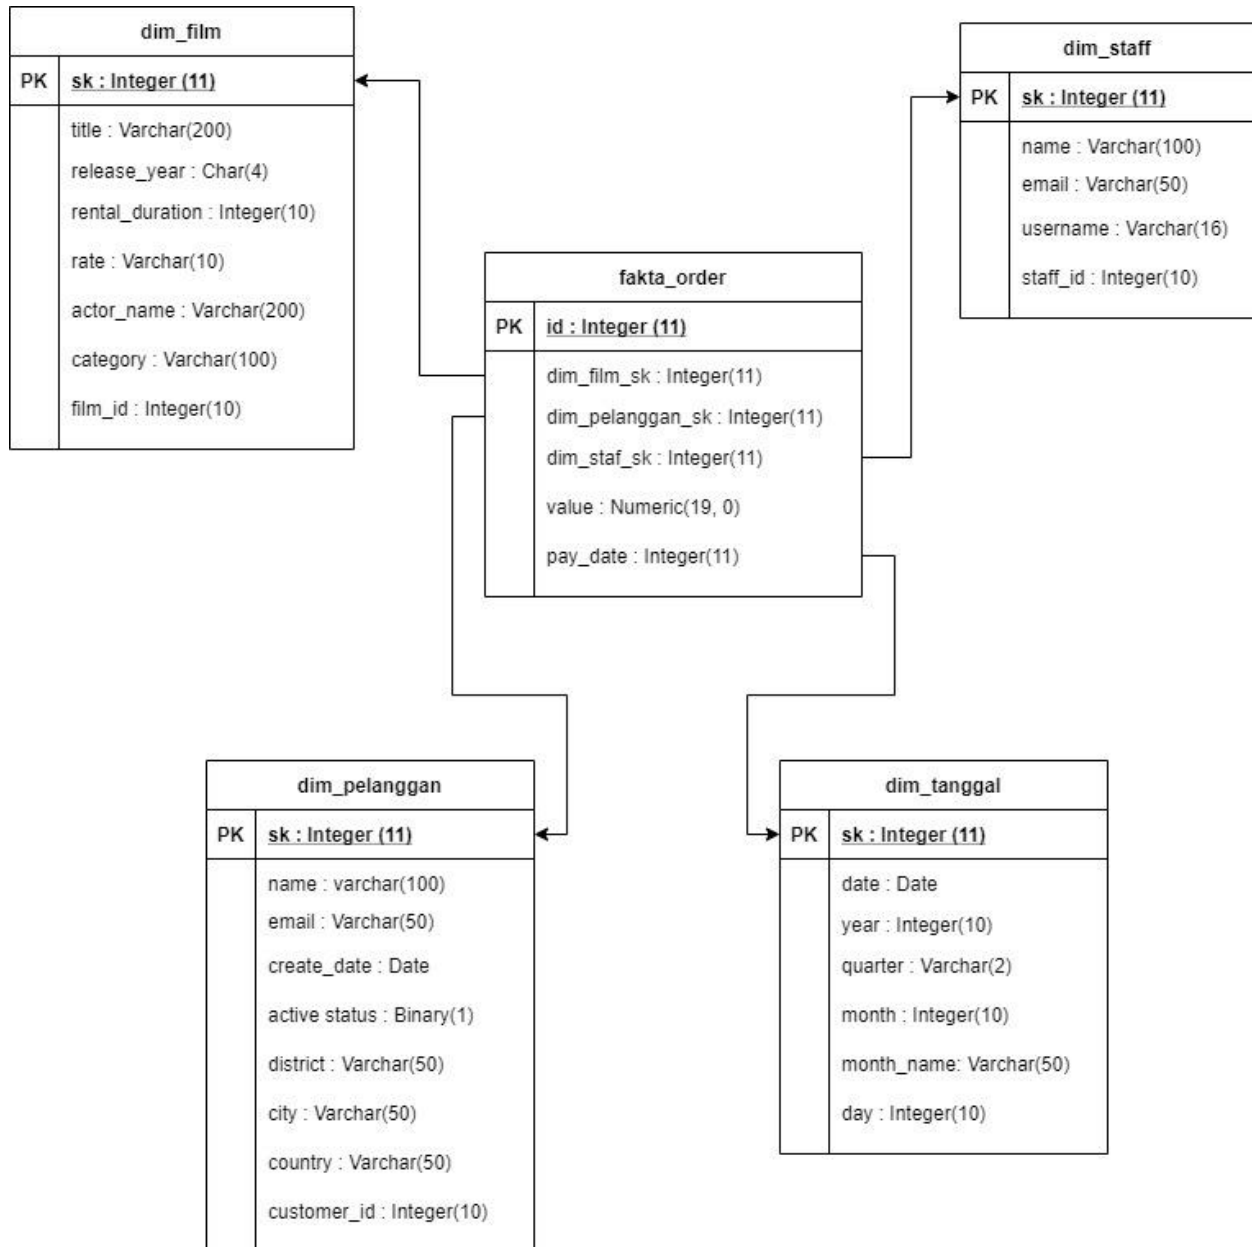 dim_film
PK
sk : Integer (11)
title : Varchar(200)
release_year : Char(4)
rental_duration : Integer(10)
rate : Varchar(10)
actor_name : Varchar(200)
category : Varchar(100)
film_id : Integer(10)
dim_staff
PK
sk : Integer (11)
name : Varchar(100)
email : Varchar(50)
username : Varchar(16)
staff_id : Integer(10)
fakta_order
PK
id : Integer (11)
dim_film_sk : Integer(11)
dim_pelanggan_sk : Integer(11)
dim_staf_sk : Integer(11)
value : Numeric(19, 0)
pay_date : Integer(11)
dim_pelanggan
PK
sk : Integer (11)
name : varchar(100)
email : Varchar(50)
create_date : Date
active status : Binary(1)
district : Varchar(50)
city : Varchar(50)
country : Varchar(50)
customer_id : Integer(10)
dim_tanggal
PK
sk : Integer (11)
date : Date
year : Integer(10)
quarter : Varchar(2)
month : Integer(10)
month_name: Varchar(50)
day : Integer(10)